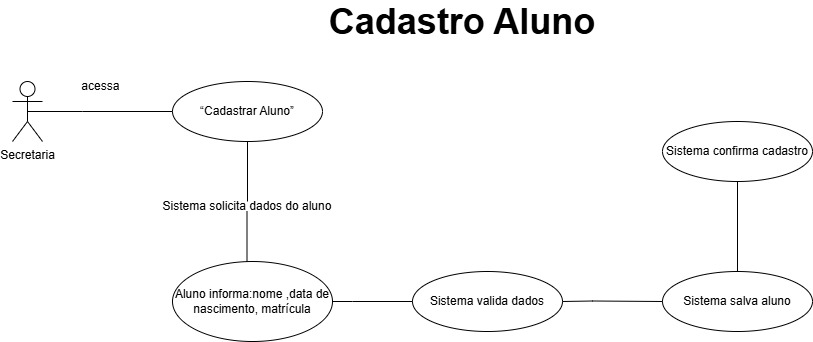 Cadastro Aluno
acessa
“Cadastrar Aluno”
Secretaria
Sistema confirma cadastro
Sistema solicita dados do aluno
Aluno informa:nome ,data de
nascimento, matrícula
Sistema valida dados
Sistema salva aluno